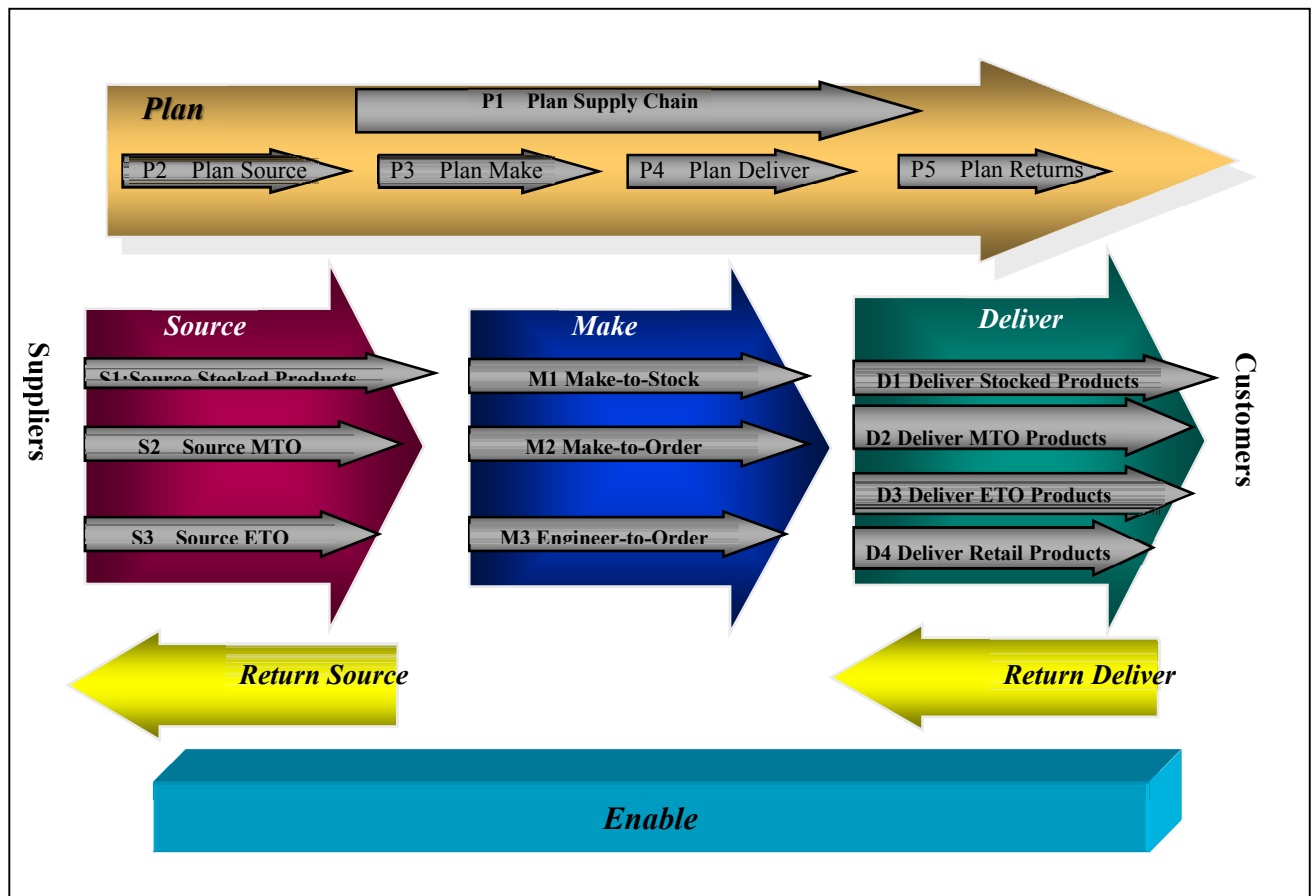 Plan
P1 Plan Supply Chain
P2 Plan Source
P3 Plan Make
P4 Plan Deliver
P5 Plan Returns
Suppliers
Source
S1:Source Stocked Products
S2 Source MTO
S3 Source ETO
Make
M1 Make-to-Stock
M2 Make-to-Order
M3 Engineer-to-Order
Deliver
D1 Deliver Stocked Products
D2 Deliver MTO Products
D3 Deliver ETO Products
D4 Deliver Retail Products
Customers
Return Source
Return Deliver
Enable